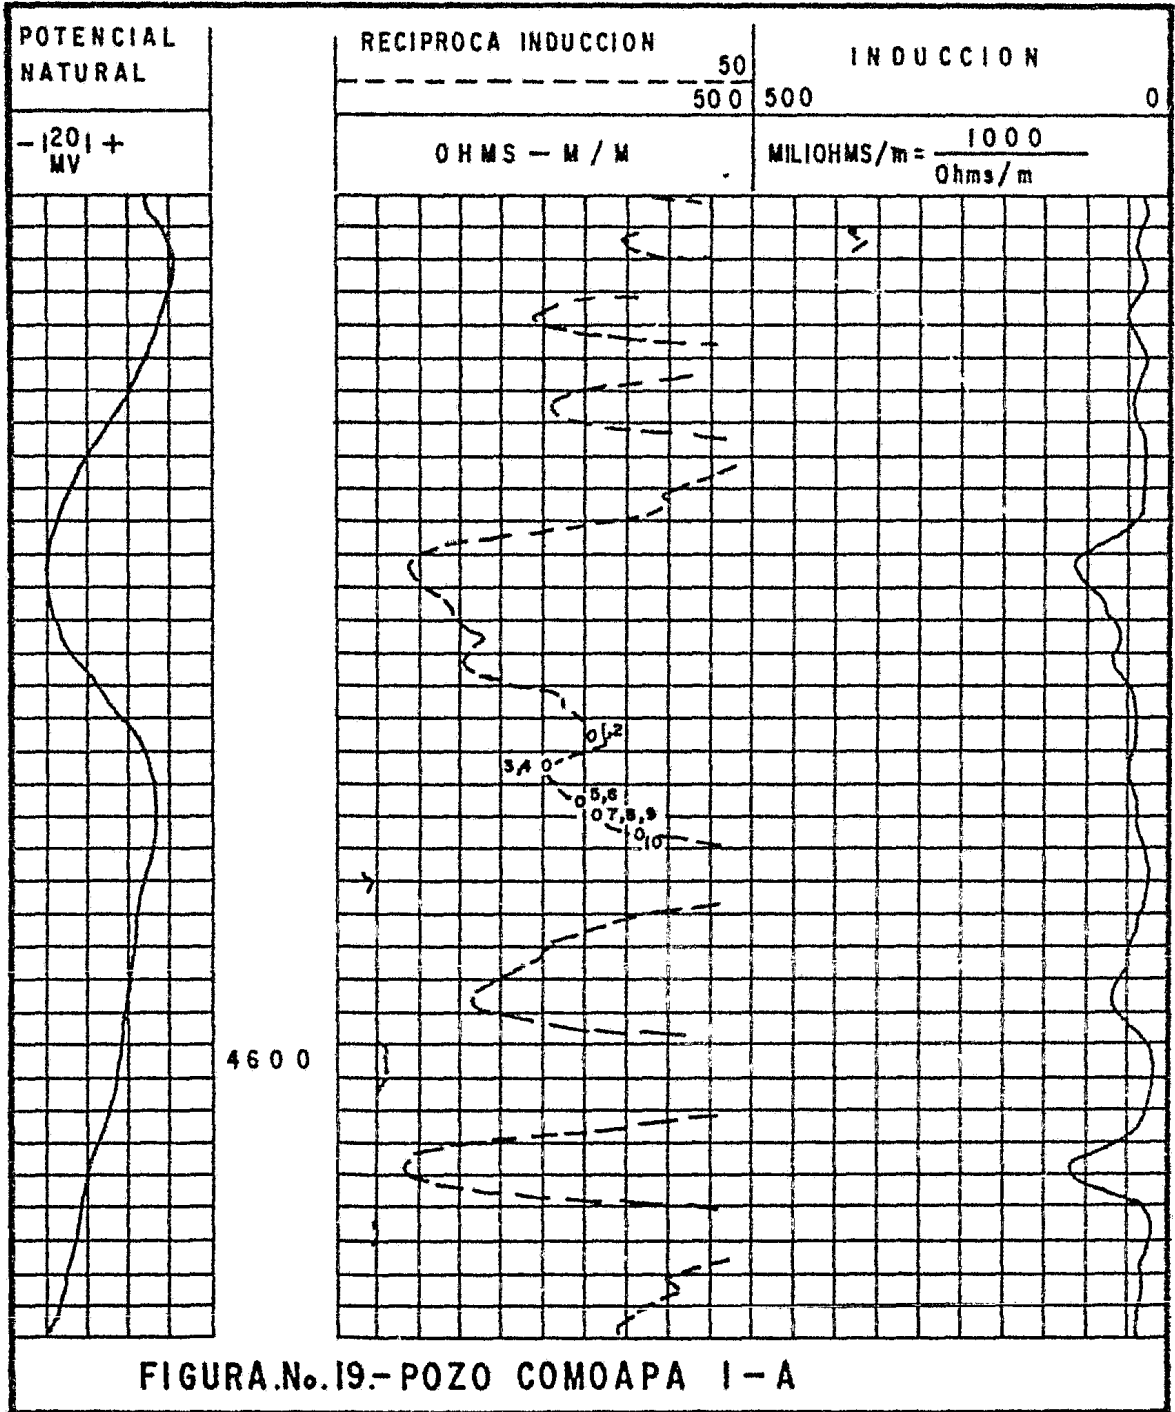 POTENCIAL
NATURAL
RECIPROCA INDUCCION
50
500
INDUCCION
500 0
-|20| +
MV
OHMS - M / M
MILIOHMS/m = 1000
Ohms/m
0 1,2
3,4 0
0 5,6
0 7,8,9
0 10
4600
FIGURA.No.19.-POZO COMOAPA 1-A